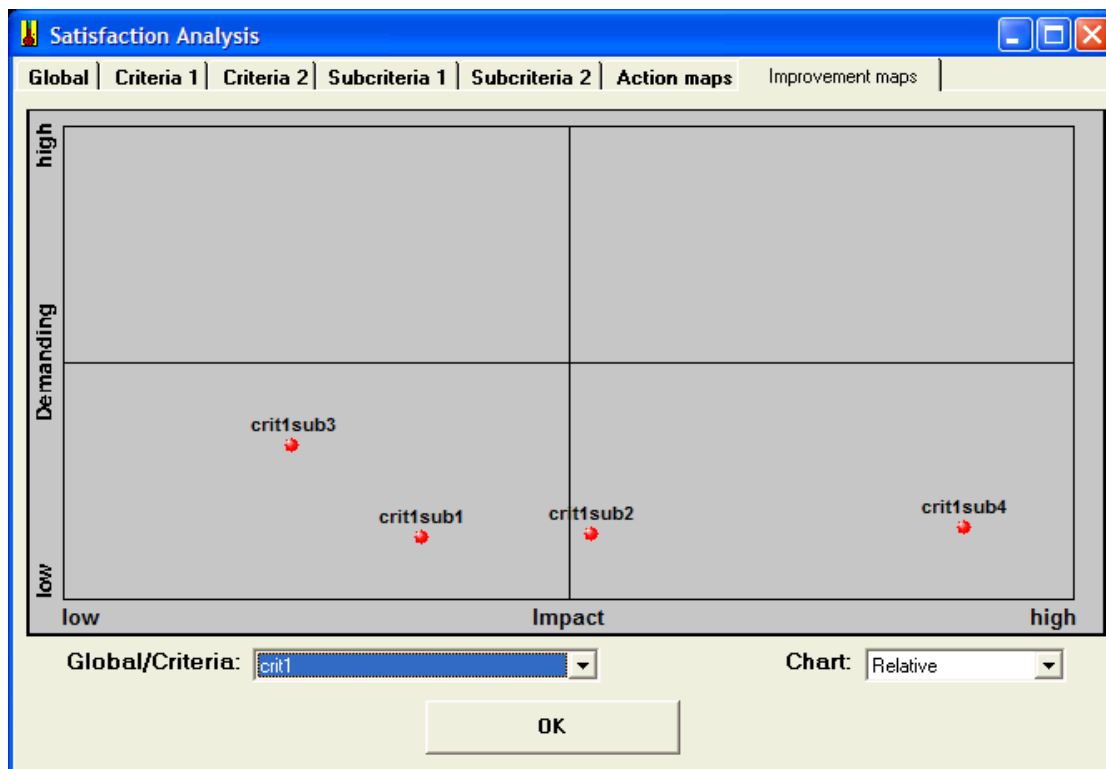 Satisfaction Analysis
Global Criteria 1 Criteria 2 Subcriteria 1 Subcriteria 2 Action maps Improvement maps
high
Demanding
low
crit1sub3
crit1sub1 crit1sub2 crit1sub4
low Impact high
Global/Criteria: crit1 Chart: Relative
OK